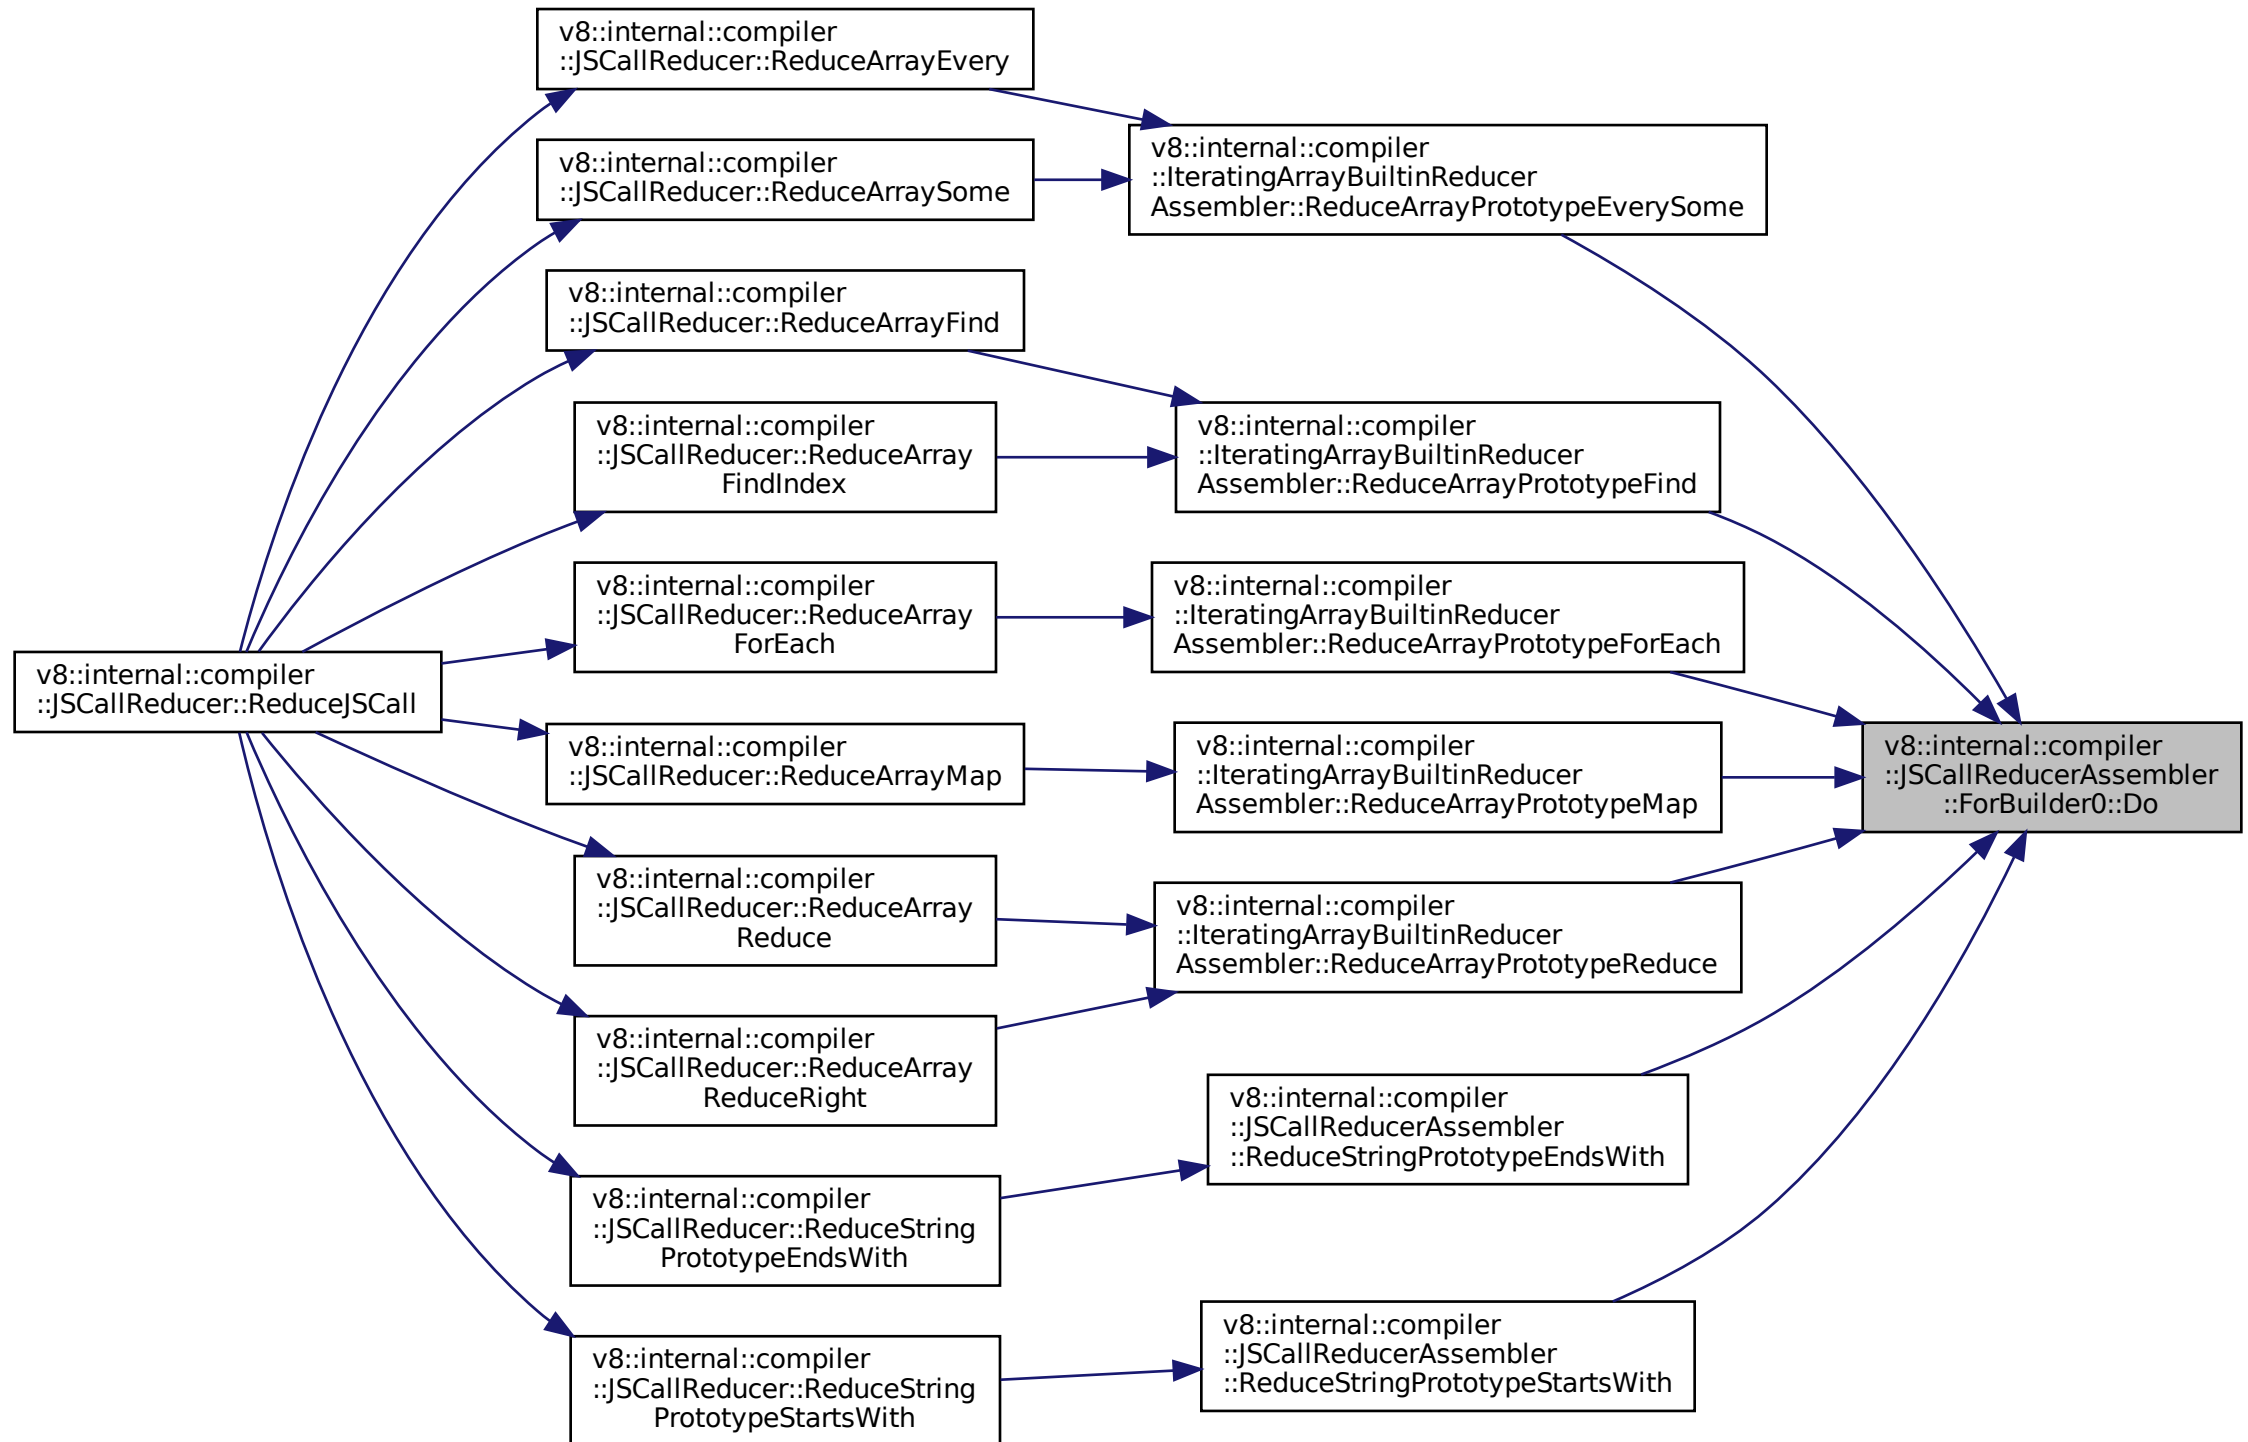 v8::internal::compiler
::JSCallReducer::ReduceArrayEvery
v8::internal::compiler
::JSCallReducer::ReduceArraySome
v8::internal::compiler
::JSCallReducer::ReduceArrayFind
v8::internal::compiler
::JSCallReducer::ReduceArray
FindIndex
v8::internal::compiler
::JSCallReducer::ReduceArray
ForEach
v8::internal::compiler
::JSCallReducer::ReduceJSCall
v8::internal::compiler
::JSCallReducer::ReduceArrayMap
v8::internal::compiler
::JSCallReducer::ReduceArray
Reduce
v8::internal::compiler
::JSCallReducer::ReduceArray
ReduceRight
v8::internal::compiler
::JSCallReducer::ReduceString
PrototypeEndsWith
v8::internal::compiler
::JSCallReducer::ReduceString
PrototypeStartsWith
v8::internal::compiler
::IteratingArrayBuiltinReducer
Assembler::ReduceArrayPrototypeEverySome
v8::internal::compiler
::IteratingArrayBuiltinReducer
Assembler::ReduceArrayPrototypeFind
v8::internal::compiler
::IteratingArrayBuiltinReducer
Assembler::ReduceArrayPrototypeForEach
v8::internal::compiler
::IteratingArrayBuiltinReducer
Assembler::ReduceArrayPrototypeMap
v8::internal::compiler
::IteratingArrayBuiltinReducer
Assembler::ReduceArrayPrototypeReduce
v8::internal::compiler
::JSCallReducerAssembler
::ReduceStringPrototypeEndsWith
v8::internal::compiler
::JSCallReducerAssembler
::ReduceStringPrototypeStartsWith
v8::internal::compiler
::JSCallReducerAssembler
::ForBuilder0::Do